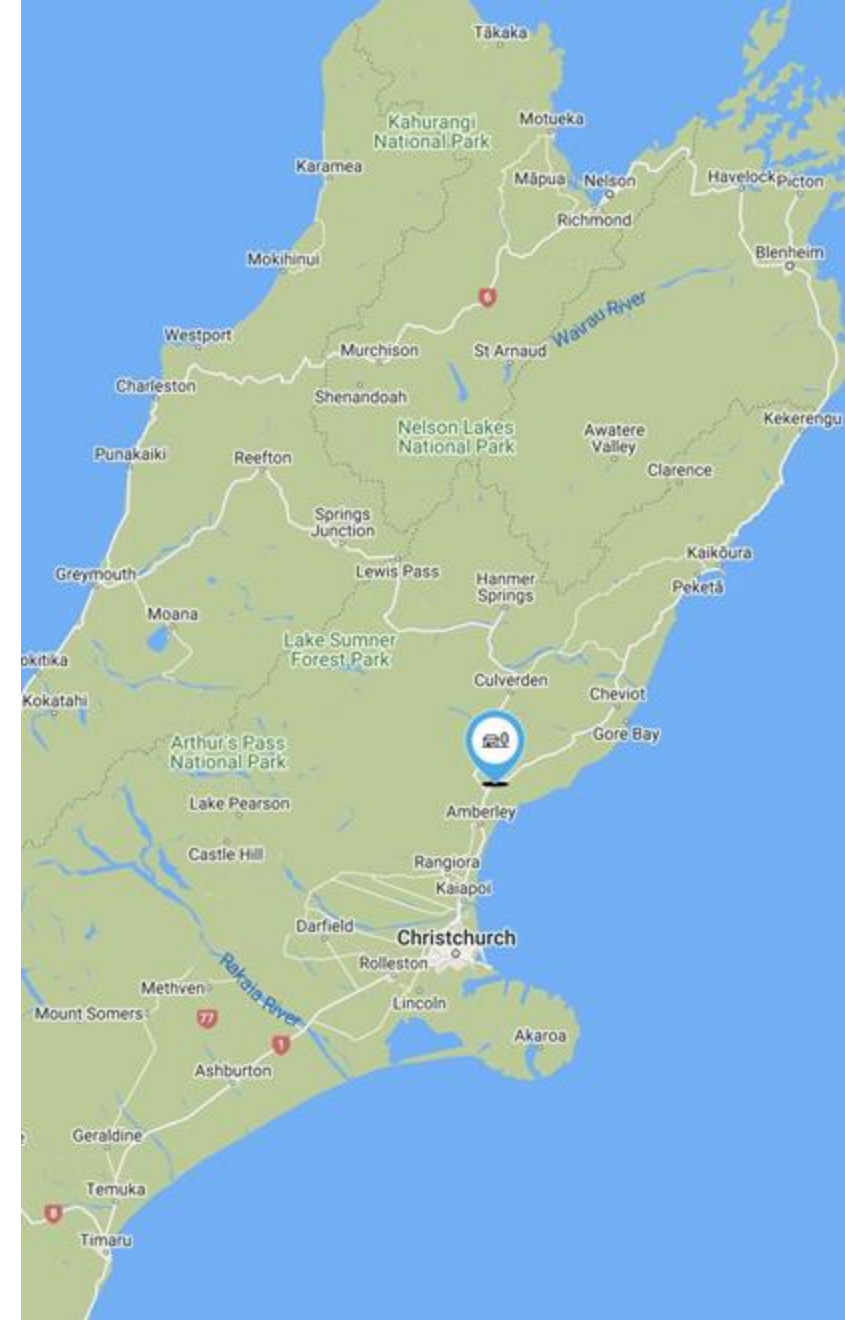 Tākaka
Kahurangi
National Park
Motueka
Karamea
Māpua
Nelson
Havelock
Picton
Richmond
Mokihinui
Blenheim
6
Wairau River
Westport
Murchison
St Arnaud
Charleston
Shenandoah
Nelson Lakes
National Park
Awatere
Valley
Kekerengu
Punakaiki
Reefton
Clarence
Springs
Junction
Kaikōura
Greymouth
Lewis Pass
Hanmer
Springs
Peketā
Moana
Lake Sumner
Forest Park
okitika
Culverden
Kokatahi
Cheviot
Gore Bay
Arthur's Pass
National Park
Lake Pearson
Amberley
Castle Hill
Rangiora
Kaiapoi
Darfield
Christchurch
Rolleston
Rakaia River
Methven
Lincoln
Mount Somers
77
Akaroa
1
Ashburton
Geraldine
Temuka
8
Timaru